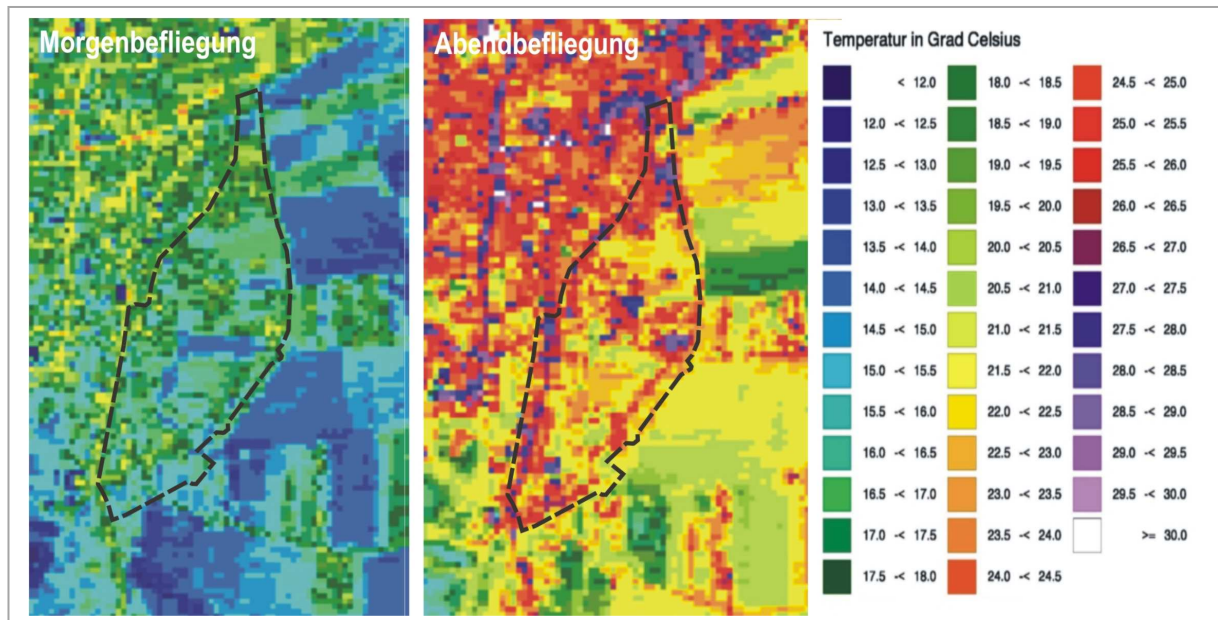 Morgenbefliegung
Abendbefliegung
Temperatur in Grad Celsius
< 12.0
12.0 -< 12.5
12.5 -< 13.0
13.0 -< 13.5
13.5 -< 14.0
14.0 -< 14.5
14.5 -< 15.0
15.0 -< 15.5
15.5 -< 16.0
16.0 -< 16.5
16.5 -< 17.0
17.0 -< 17.5
17.5 -< 18.0
18.0 -< 18.5
18.5 -< 19.0
19.0 -< 19.5
19.5 -< 20.0
20.0 -< 20.5
20.5 -< 21.0
21.0 -< 21.5
21.5 -< 22.0
22.0 -< 22.5
22.5 -< 23.0
23.0 -< 23.5
23.5 -< 24.0
24.0 -< 24.5
24.5 -< 25.0
25.0 -< 25.5
25.5 -< 26.0
26.0 -< 26.5
26.5 -< 27.0
27.0 -< 27.5
27.5 -< 28.0
28.0 -< 28.5
28.5 -< 29.0
29.0 -< 29.5
29.5 -< 30.0
>= 30.0